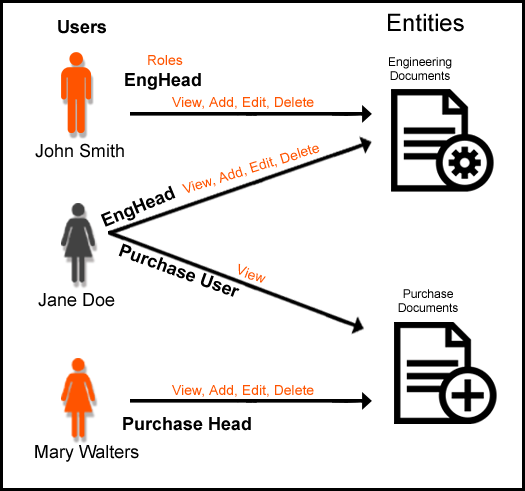 Users
Entities
Roles
EngHead
View, Add, Edit, Delete
Engineering
Documents
John Smith
EngHead
View, Add, Edit, Delete
Purchase User
View
Jane Doe
Purchase
Documents
View, Add, Edit, Delete
Purchase Head
Mary Walters